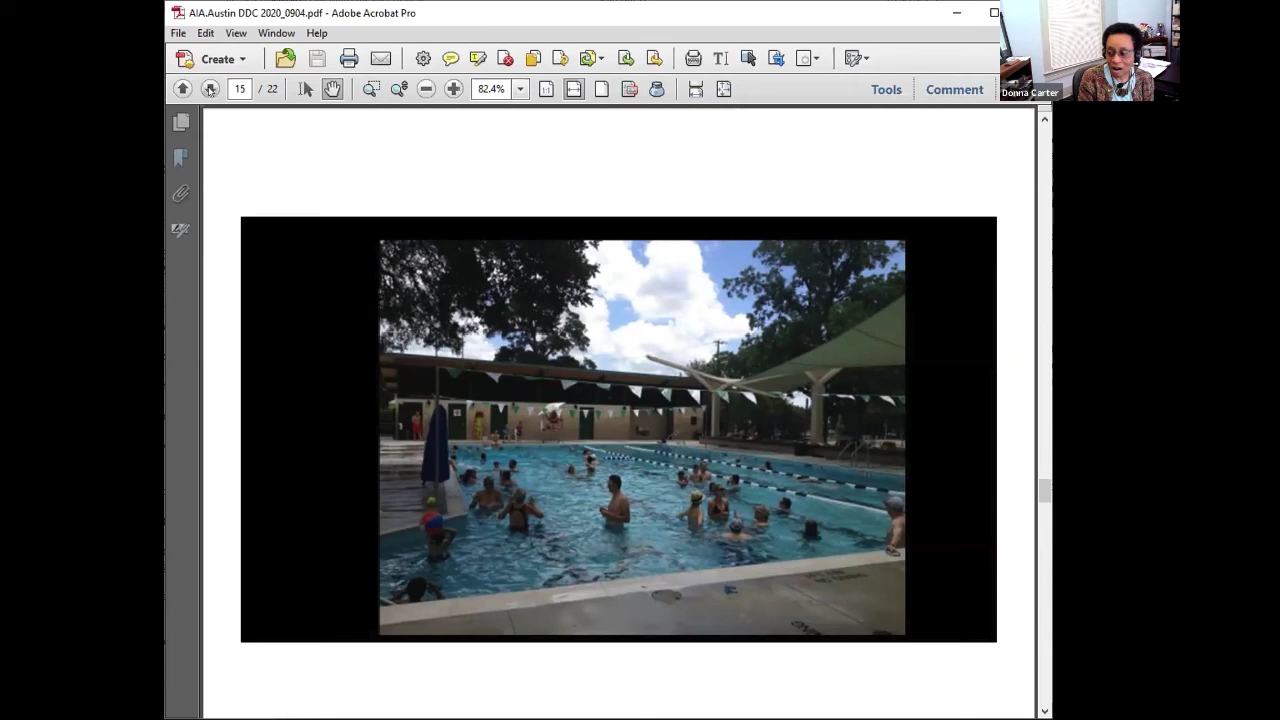 AIA.Austin DDC 2020_0904.pdf - Adobe Acrobat Pro
File Edit View Window Help
Create
15 / 22 82.4% Tools Comment
Donna Carter